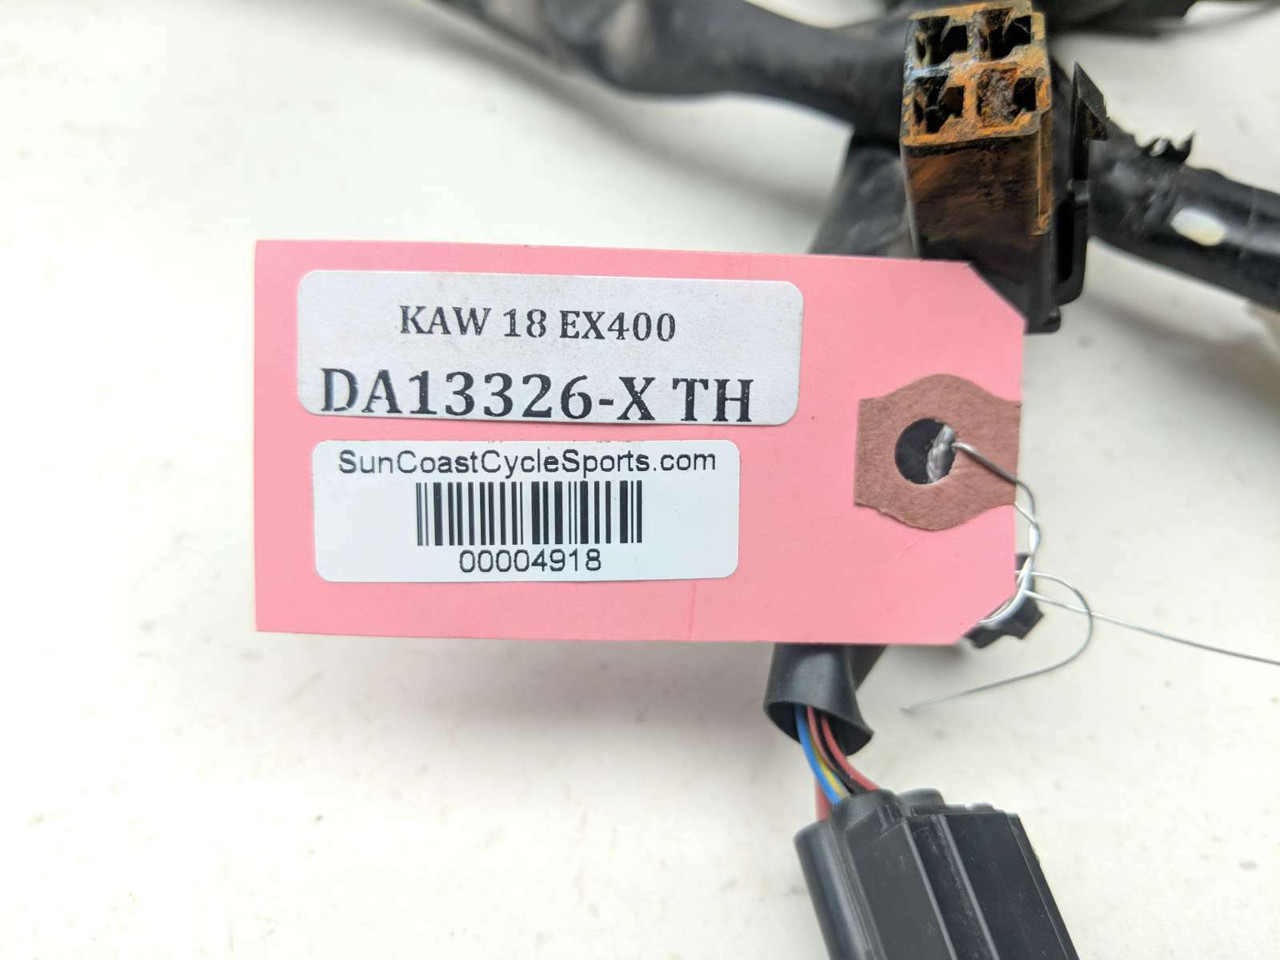 KAW 18 EX400
DA13326-X TH
SunCoastCycleSports.com
00004918